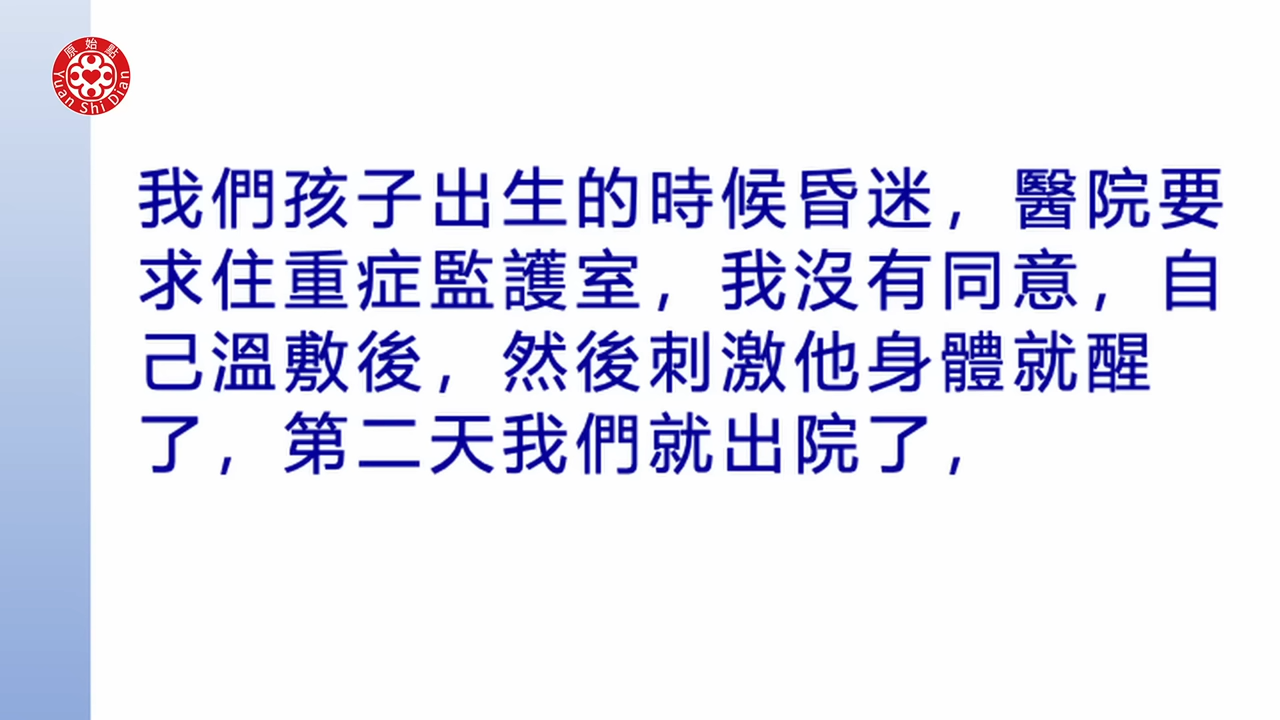 原始點
Yuan Shi Dian
我們孩子出生的時候昏迷，醫院要
求住重症監護室，我沒有同意，自
己溫敷後，然後刺激他身體就醒
了，第二天我們就出院了，